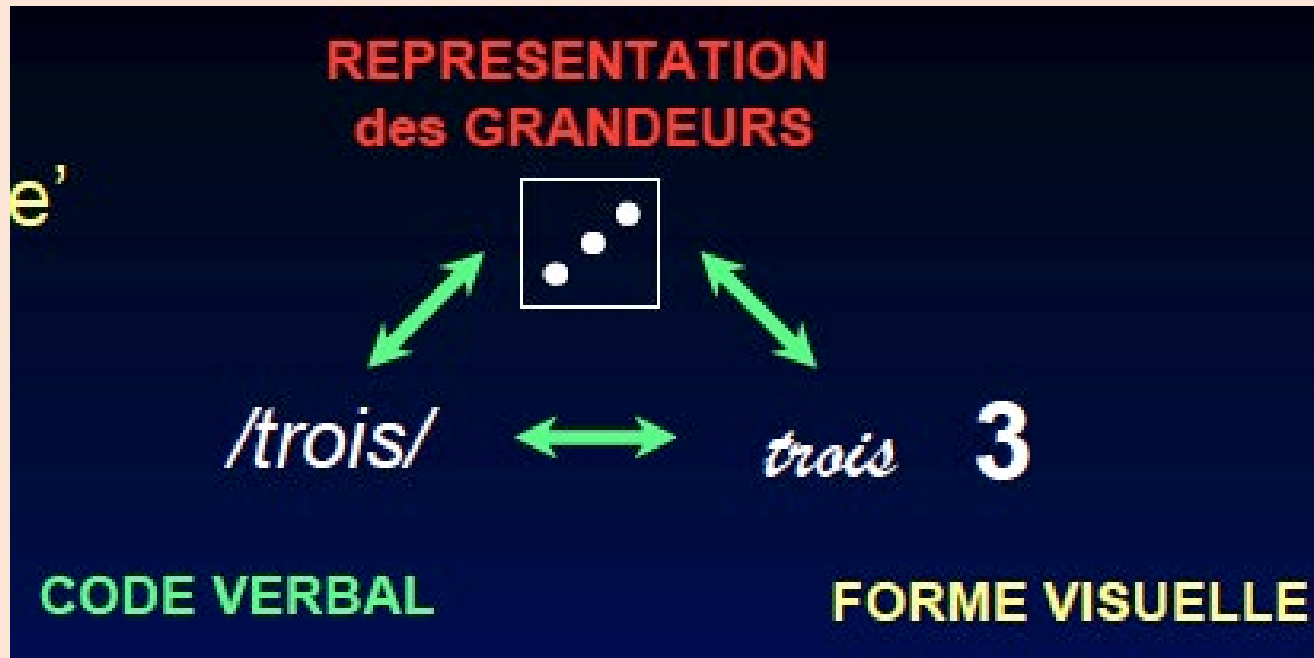 REPRESENTATION
des GRANDEURS
e’
/trois/ trois 3
CODE VERBAL FORME VISUELLE